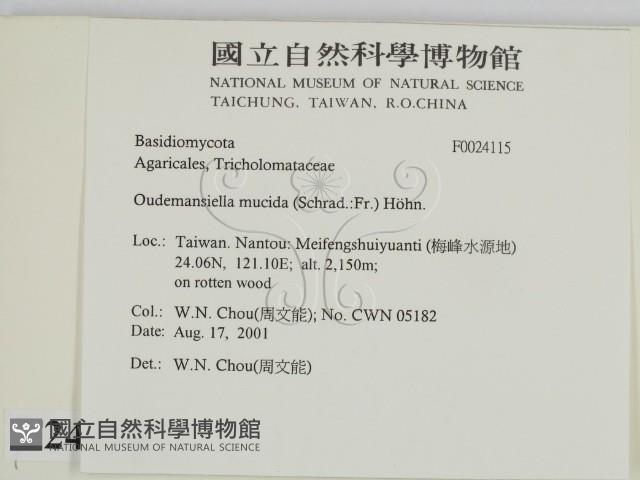 國立自然科學博物館
NATIONAL MUSEUM OF NATURAL SCIENCE
TAICHUNG, TAIWAN, R.O.CHINA
Basidiomycota F0024115
Agaricales, Tricholomataceae
Oudemansiella mucida (Schrad.:Fr.) Höhn.
Loc.: Taiwan. Nantou: Meifengshuiyuanti (梅峰水源地)
24.06N, 121.10E; alt. 2,150m;
on rotten wood
Col.: W.N. Chou(周文能); No. CWN 05182
Date: Aug. 17, 2001
Det.: W.N. Chou(周文能)
24
國立自然科學博物館
NATIONAL MUSEUM OF NATURAL SCIENCE